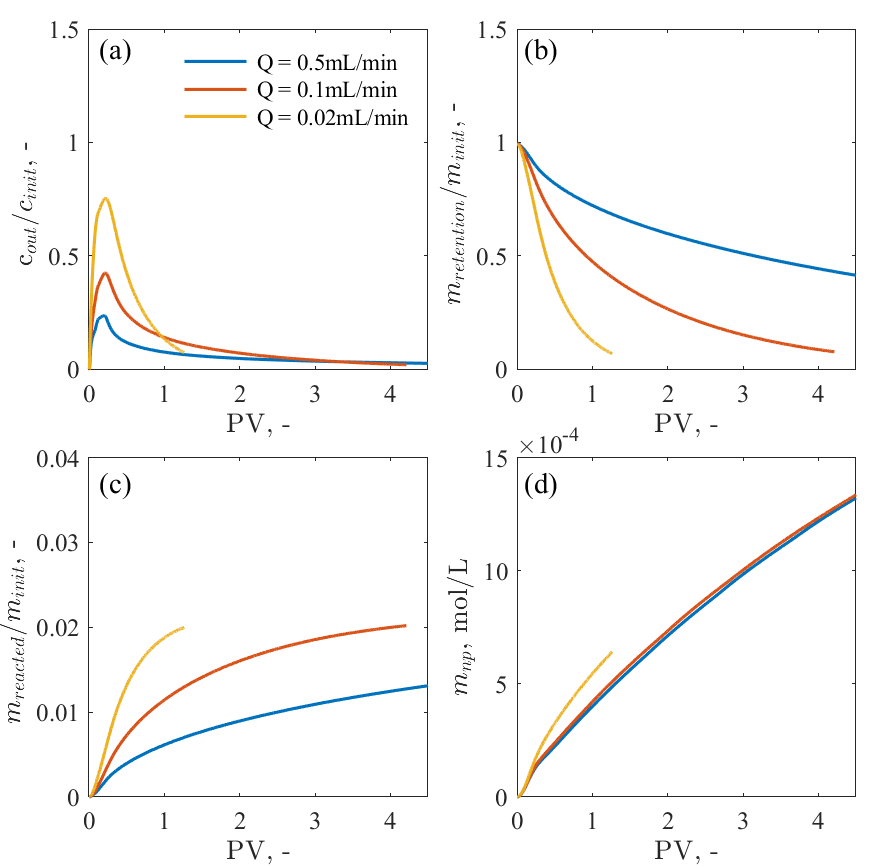 (a)
Q = 0.5mL/min
Q = 0.1mL/min
Q = 0.02mL/min
1.5
1
0.5
0
c_out/c_init, -
0 1 2 3 4
PV, -
(b)
1.5
1
0.5
0
m_retention/m_init, -
0 1 2 3 4
PV, -
(c)
0.04
0.03
0.02
0.01
0
m_reacted/m_init, -
0 1 2 3 4
PV, -
×10^-4
(d)
15
10
5
0
m_np, mol/L
0 1 2 3 4
PV, -